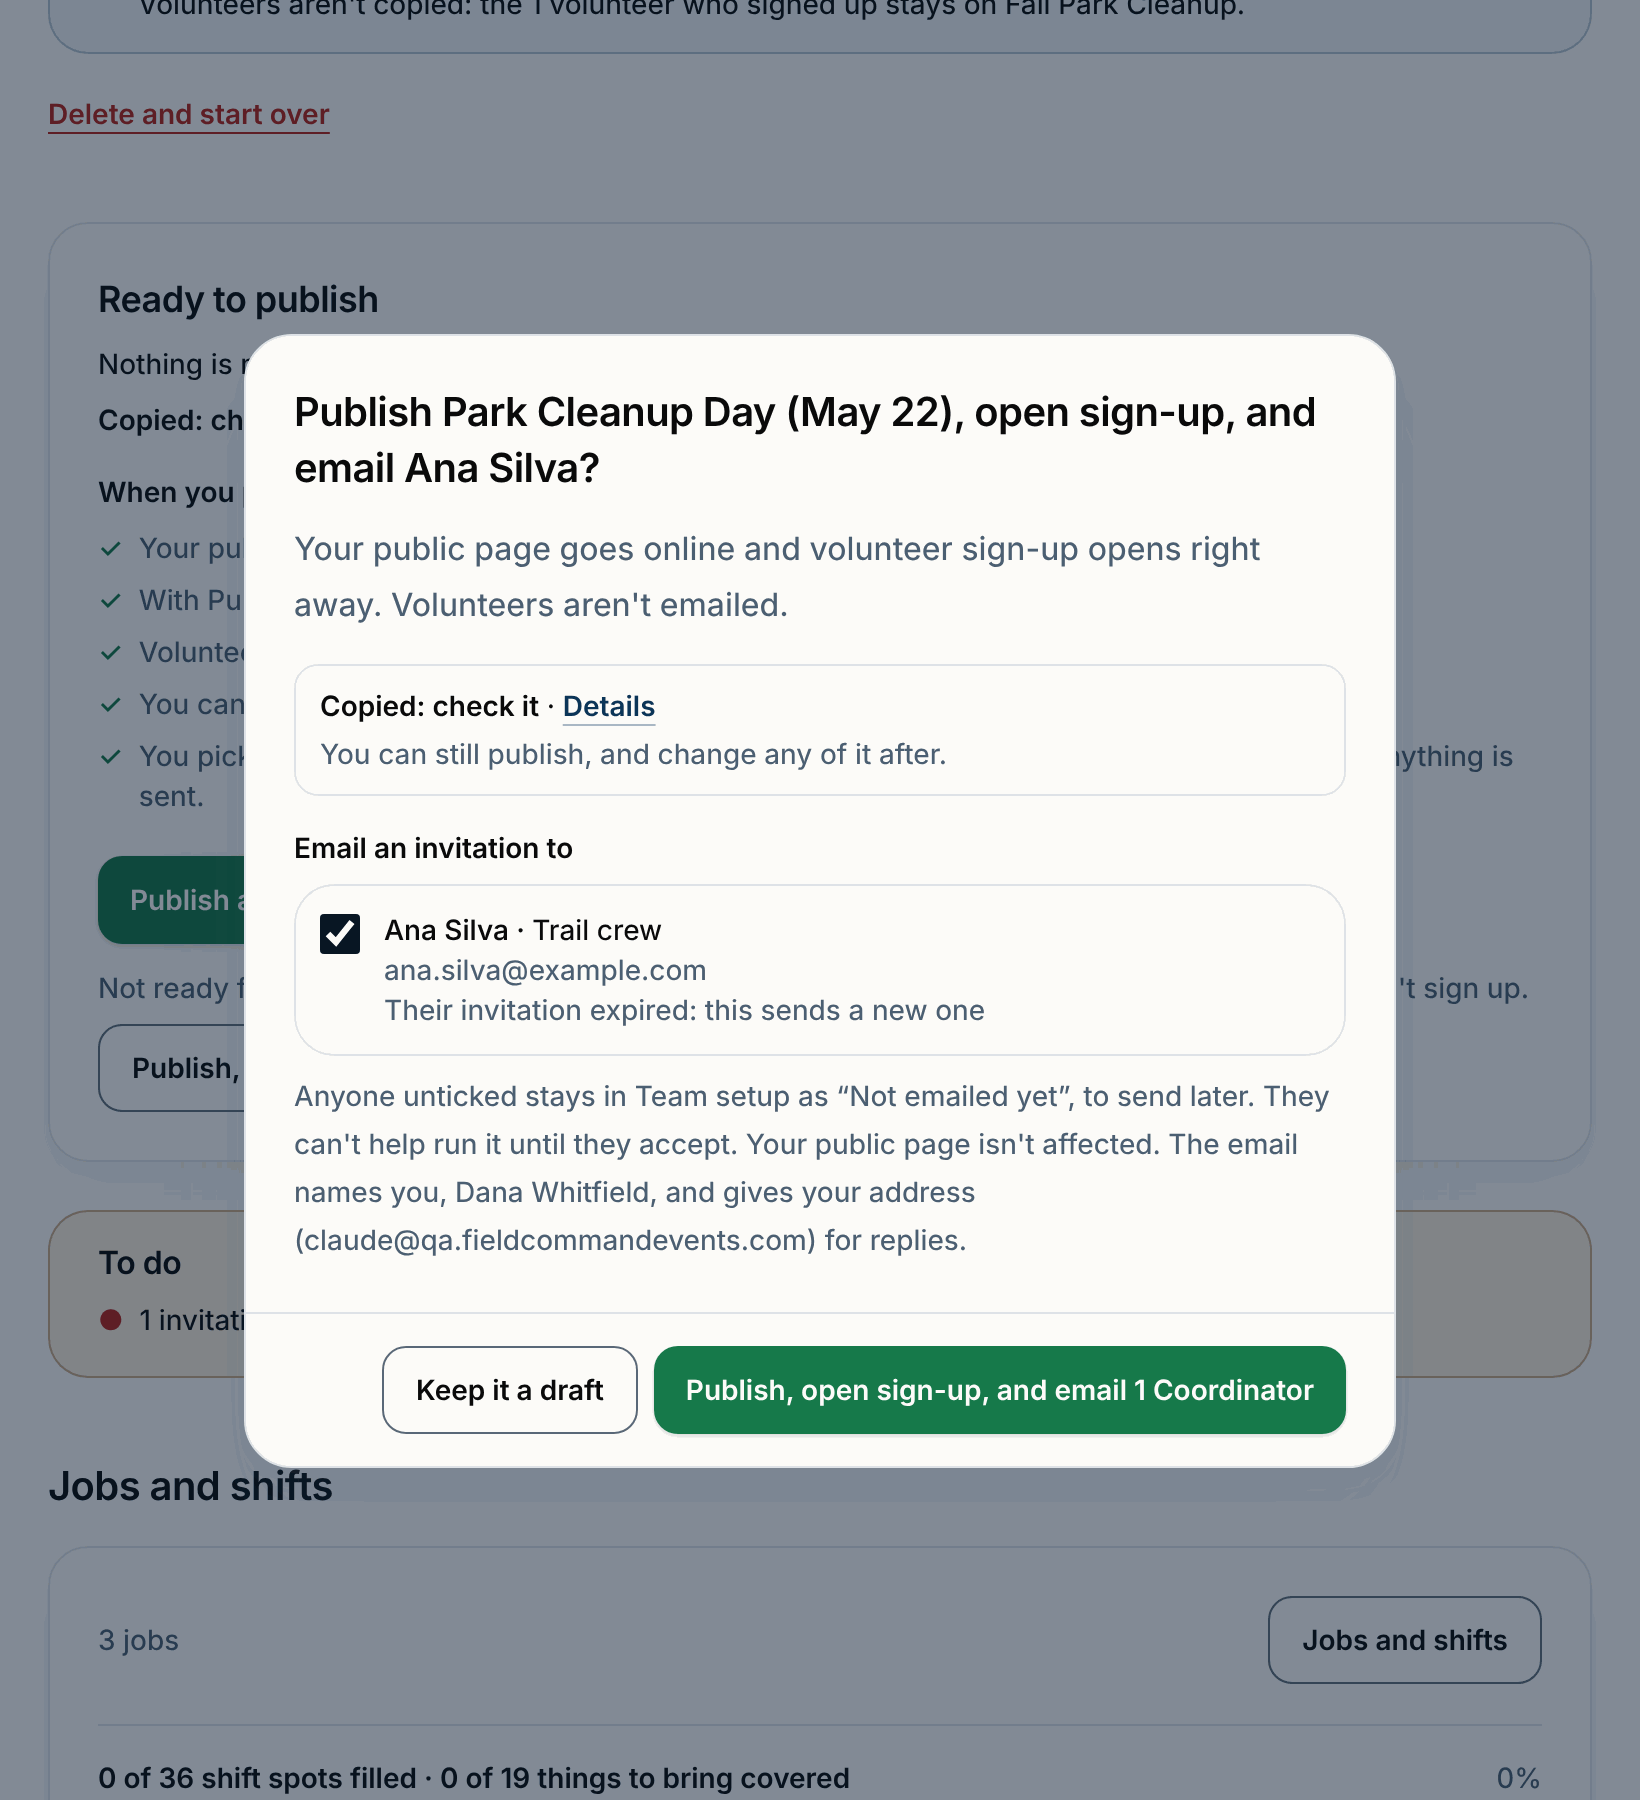 Volunteers aren't copied: the 1 volunteer who signed up stays on Fall Park Cleanup.
Delete and start over
Ready to publish
Nothing is
Copied: ch
When you
Your pu
With Pu
Volunte
You can
You pick
ything is
sent.
Publish
Not ready
't sign up.
Publish,
To do
1 invitati
Publish Park Cleanup Day (May 22), open sign-up, and
email Ana Silva?
Your public page goes online and volunteer sign-up opens right
away. Volunteers aren't emailed.
Copied: check it · Details
You can still publish, and change any of it after.
Email an invitation to
Ana Silva · Trail crew
ana.silva@example.com
Their invitation expired: this sends a new one
Anyone unticked stays in Team setup as “Not emailed yet”, to send later. They
can't help run it until they accept. Your public page isn't affected. The email
names you, Dana Whitfield, and gives your address
(claude@qa.fieldcommandevents.com) for replies.
Keep it a draft
Publish, open sign-up, and email 1 Coordinator
Jobs and shifts
3 jobs
Jobs and shifts
0 of 36 shift spots filled · 0 of 19 things to bring covered
0%